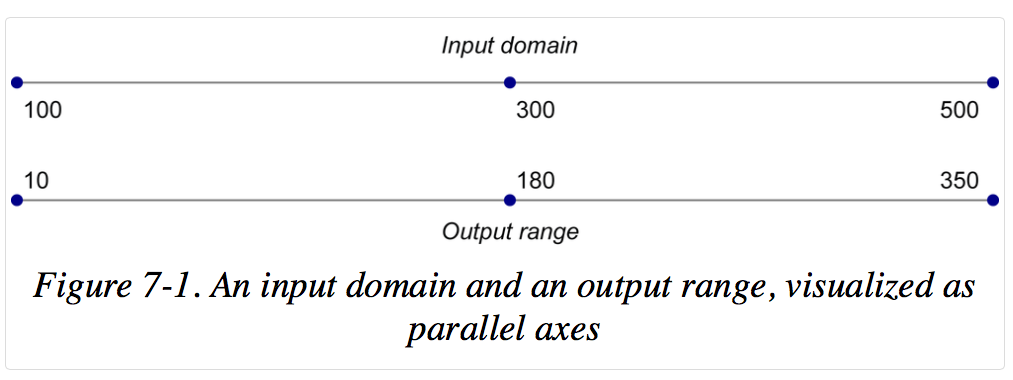 Input domain
100 300 500
10 180 350
Output range
Figure 7-1. An input domain and an output range, visualized as
parallel axes